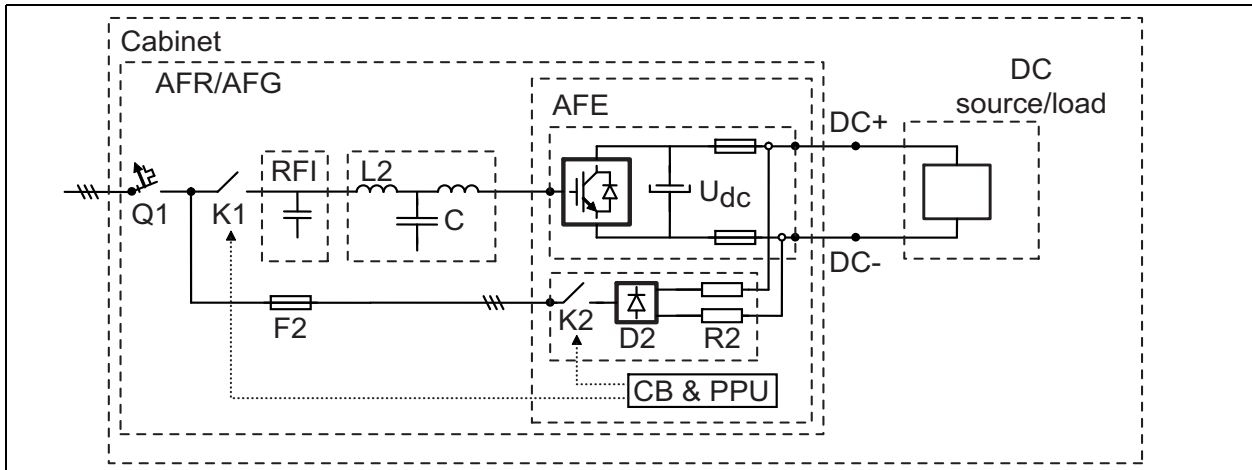 Cabinet
AFR/AFG
DC
source/load
AFE
DC+
RFI
L2
Udc
Q1
K1
C
DC-
F2
K2
D2
R2
CB & PPU